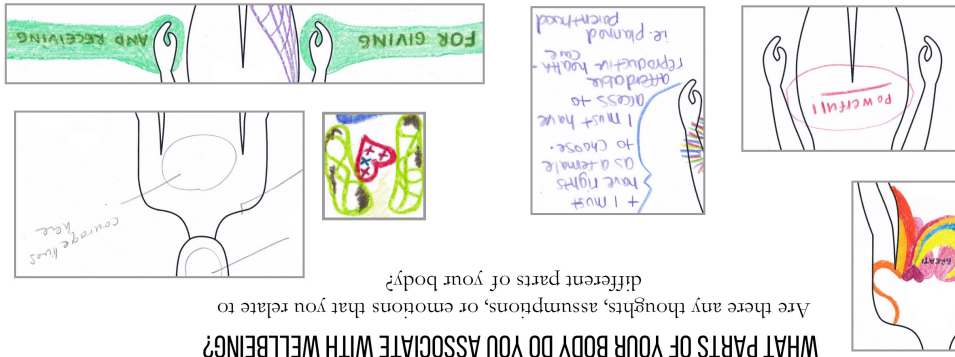 WHAT PARTS OF YOUR BODY DO YOU ASSOCIATE WITH WELLBEING?
Are there any thoughts, assumptions, or emotions that you relate to
different parts of your body?
BREAT
+ I must
have rights
as a female
to choose.
I must have
access to
affordable
reproductive health-
care
i.e. planned
parenthood
courage lives
here
Powerful!
FOR GIVING
AND RECEIVING